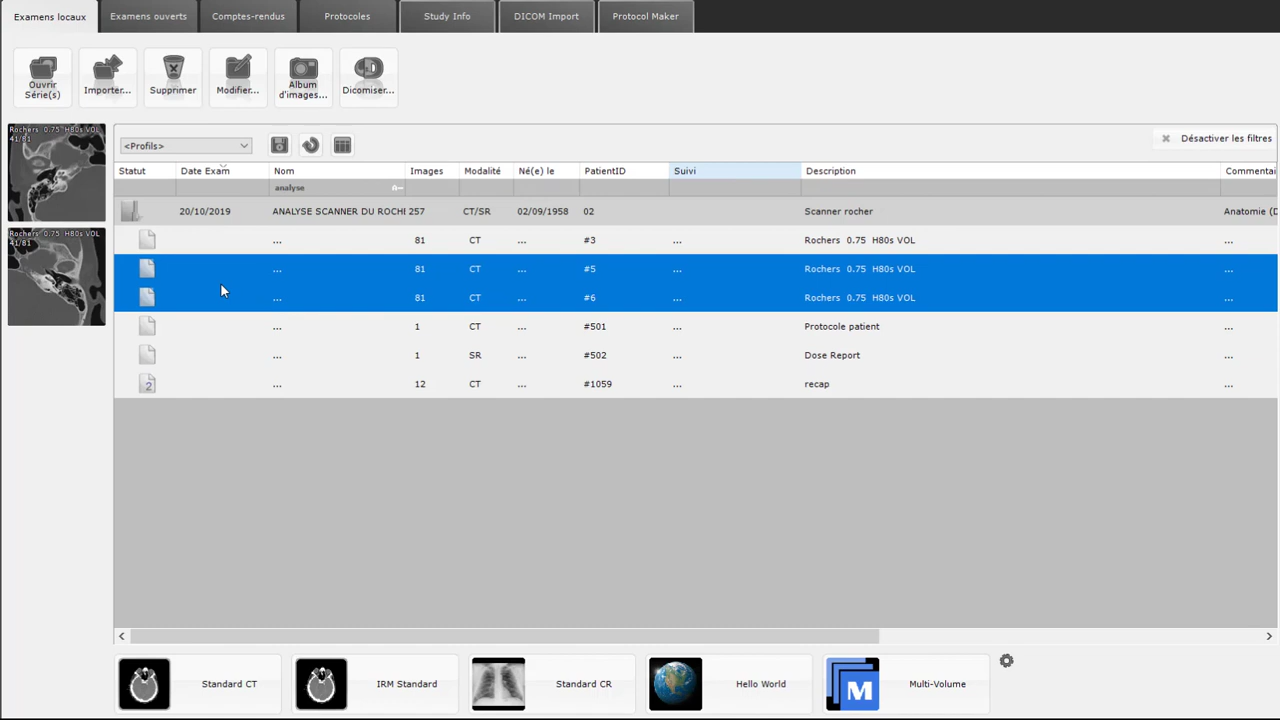 Examens locaux Examens ouverts Comptes-rendus Protocoles Study Info DICOM Import Protocol Maker
Ouvrir Série(s) Importer... Supprimer Modifier... Album d'images... Dicomiser...
Rochers 0.75 H80s VOL
41/81
Rochers 0.75 H80s VOL
41/81
<Profils> Désactiver les filtres
Statut Date Exam Nom Images Modalité Né(e) le PatientID Suivi Description Commentai
analyse A
20/10/2019 ANALYSE SCANNER DU ROCHI 257 CT/SR 02/09/1958 02 Scanner rocher Anatomie (D
... 81 CT ... #3 ... Rochers 0.75 H80s VOL ...
... 81 CT ... #5 ... Rochers 0.75 H80s VOL ...
... 81 CT ... #6 ... Rochers 0.75 H80s VOL ...
... 1 CT ... #501 ... Protocole patient ...
... 1 SR ... #502 ... Dose Report ...
2 ... 12 CT ... #1059 ... recap ...
Standard CT IRM Standard Standard CR Hello World M Multi-Volume